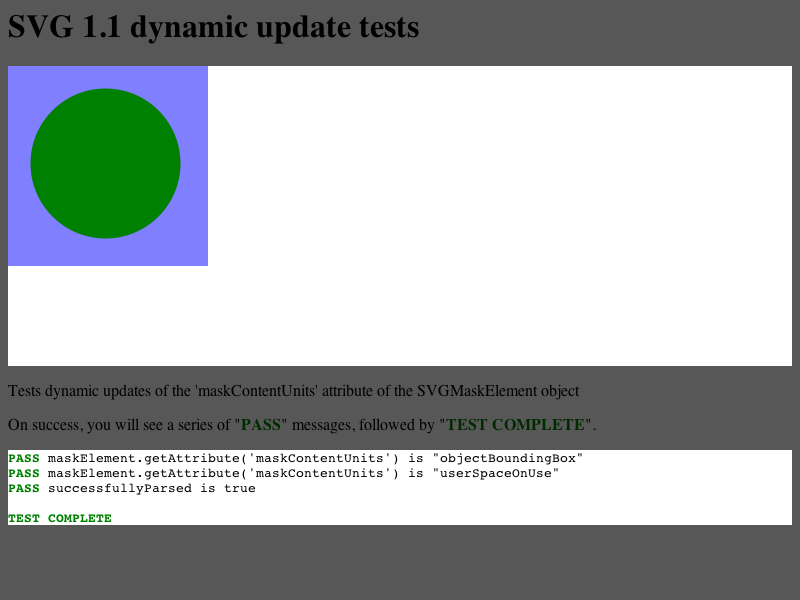 SVG 1.1 dynamic update tests
Tests dynamic updates of the 'maskContentUnits' attribute of the SVGMaskElement object
On success, you will see a series of "PASS" messages, followed by "TEST COMPLETE".
PASS maskElement.getAttribute('maskContentUnits') is "objectBoundingBox"
PASS maskElement.getAttribute('maskContentUnits') is "userSpaceOnUse"
PASS successfullyParsed is true
TEST COMPLETE